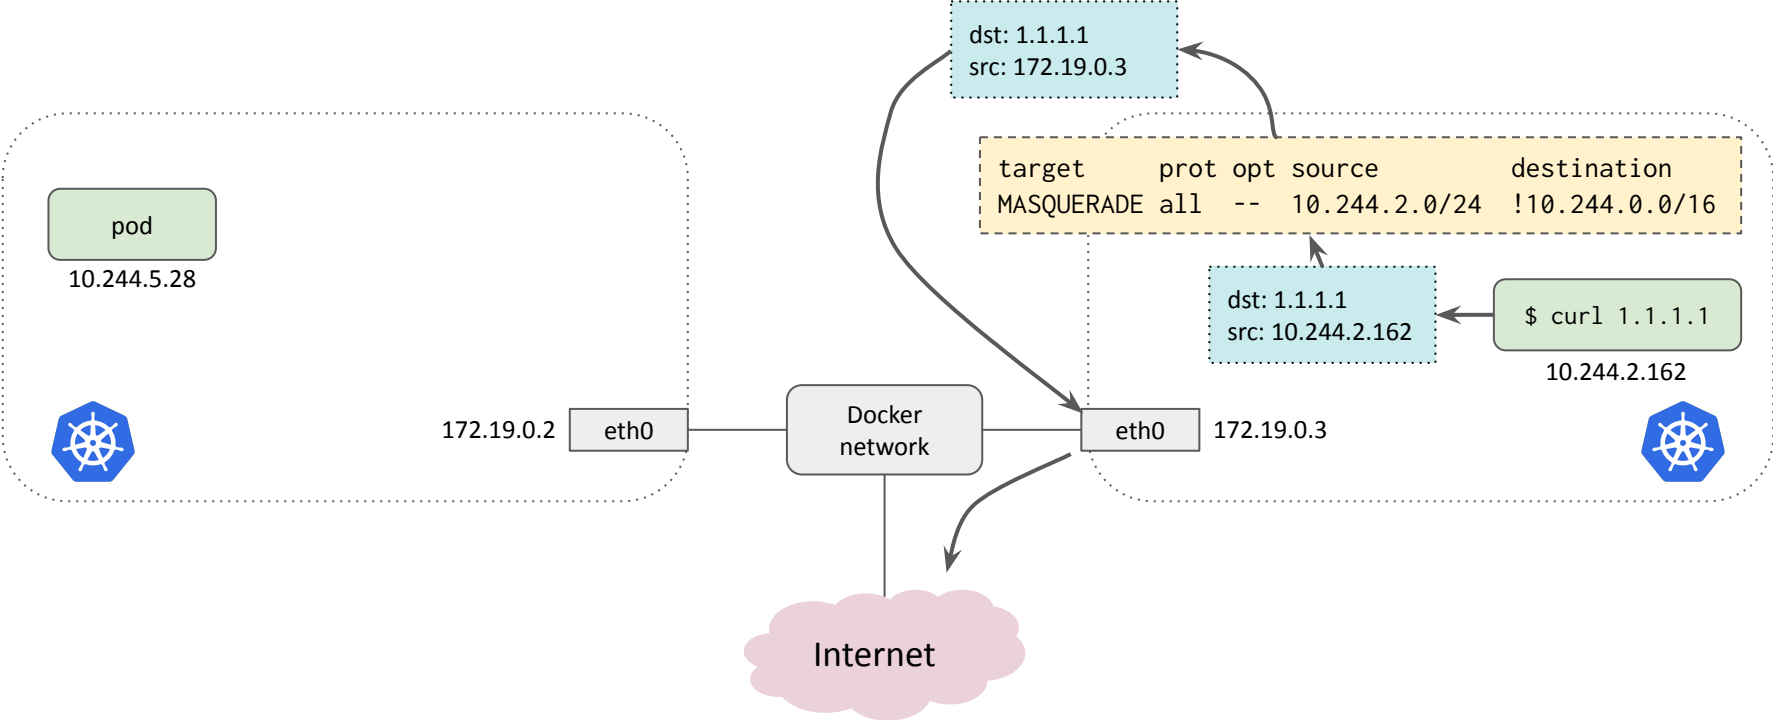 dst: 1.1.1.1
src: 172.19.0.3
target prot opt source destination
MASQUERADE all -- 10.244.2.0/24 !10.244.0.0/16
pod
10.244.5.28
dst: 1.1.1.1
src: 10.244.2.162
$ curl 1.1.1.1
10.244.2.162
172.19.0.2
eth0
Docker
network
eth0
172.19.0.3
Internet